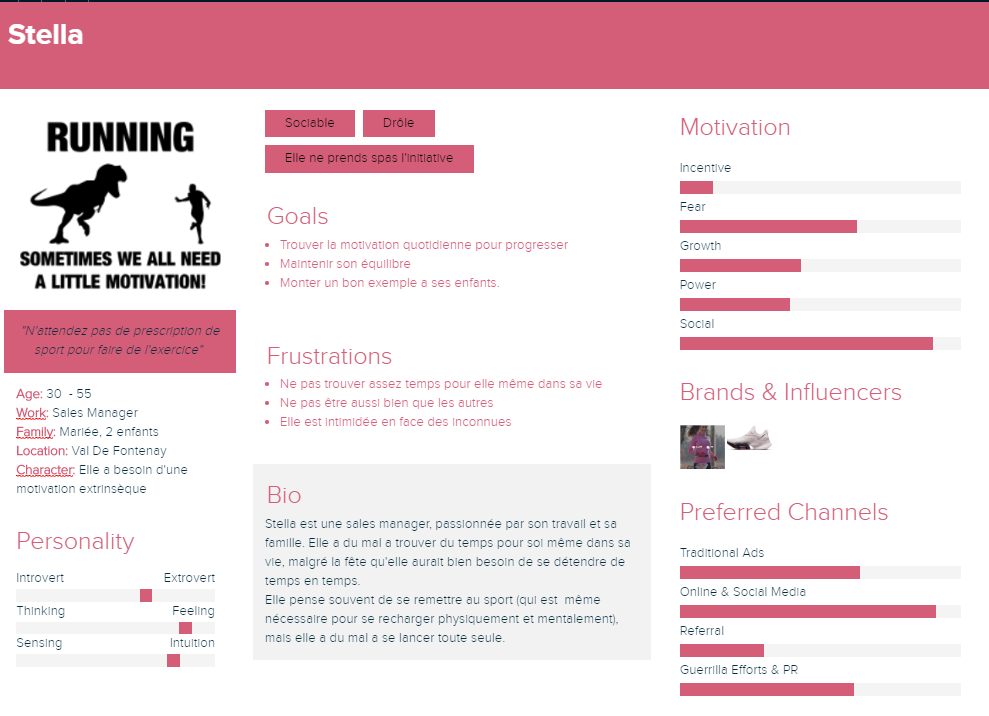 Stella
RUNNING
SOMETIMES WE ALL NEED
A LITTLE MOTIVATION!
"N'attendez pas de prescription de
sport pour faire de l'exercice"
Age: 30 - 55
Work: Sales Manager
Family: Mariée, 2 enfants
Location: Val De Fontenay
Character: Elle a besoin d'une
motivation extrinsèque
Personality
Introvert Extrovert
Thinking Feeling
Sensing Intuition
Sociable Drôle
Elle ne prends spas l'initiative
Goals
Trouver la motivation quotidienne pour progresser
Maintenir son équilibre
Monter un bon exemple a ses enfants.
Frustrations
Ne pas trouver assez temps pour elle même dans sa vie
Ne pas être aussi bien que les autres
Elle est intimidée en face des inconnues
Bio
Stella est une sales manager, passionnée par son travail et sa
famille. Elle a du mal a trouver du temps pour soi même dans sa
vie, malgré la fête qu'elle aurait bien besoin de se détendre de
temps en temps.
Elle pense souvent de se remettre au sport (qui est même
nécessaire pour se recharger physiquement et mentalement),
mais elle a du mal a se lancer toute seule.
Motivation
Incentive
Fear
Growth
Power
Social
Brands & Influencers
Preferred Channels
Traditional Ads
Online & Social Media
Referral
Guerrilla Efforts & PR